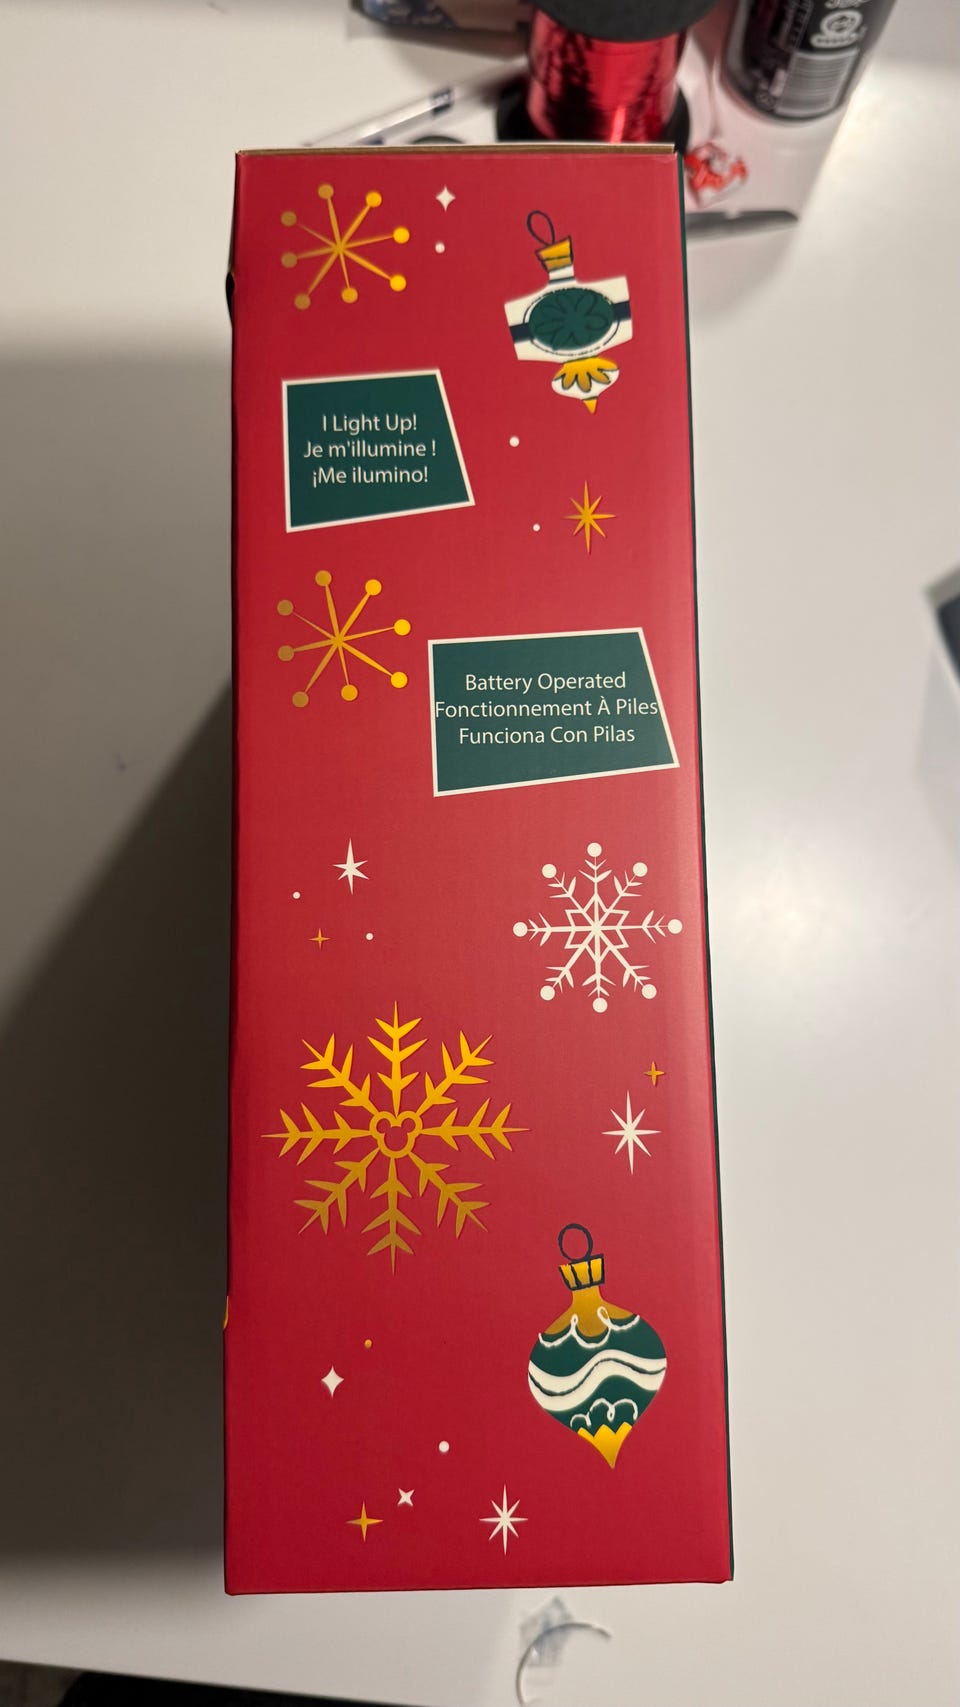 I Light Up!
Je m'illumine !
¡Me ilumino!
Battery Operated
Fonctionnement À Piles
Funciona Con Pilas